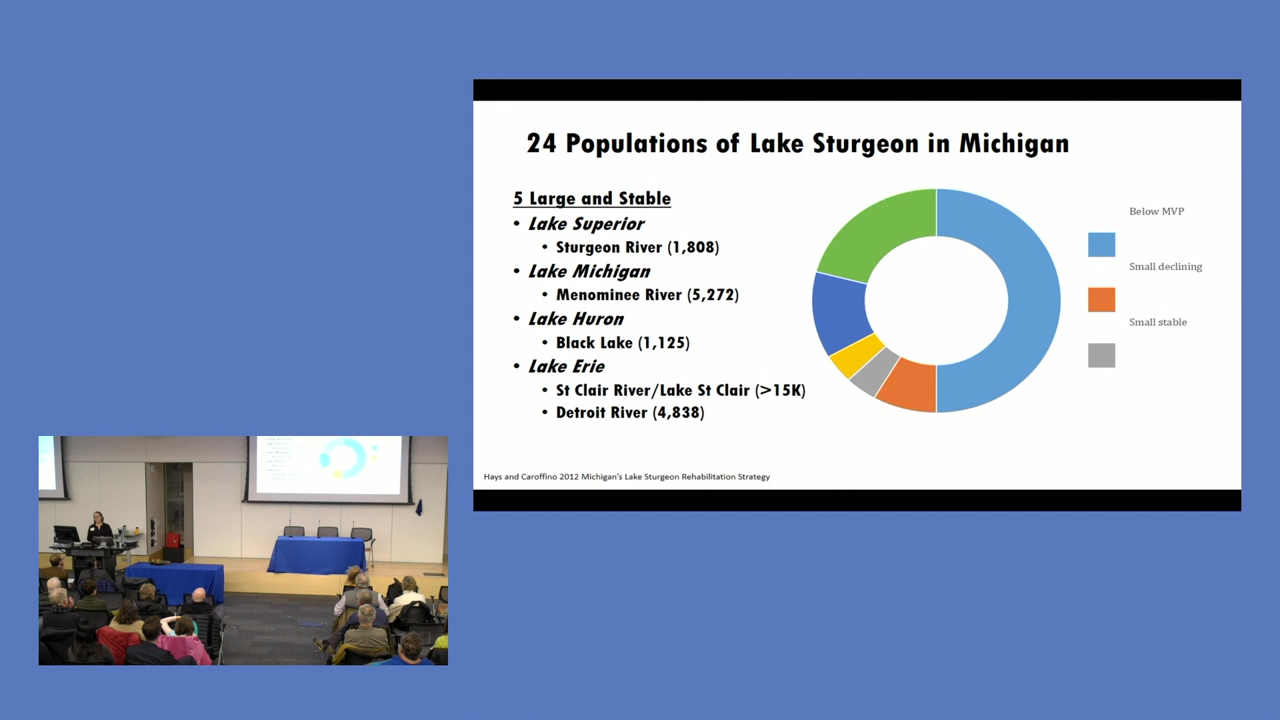 24 Populations of Lake Sturgeon in Michigan
5 Large and Stable
• Lake Superior
• Sturgeon River (1,808)
• Lake Michigan
• Menominee River (5,272)
• Lake Huron
• Black Lake (1,125)
• Lake Erie
• St Clair River/Lake St Clair (>15K)
• Detroit River (4,838)
Below MVP
Small declining
Small stable
Hays and Caroffino 2012 Michigan's Lake Sturgeon Rehabilitation Strategy